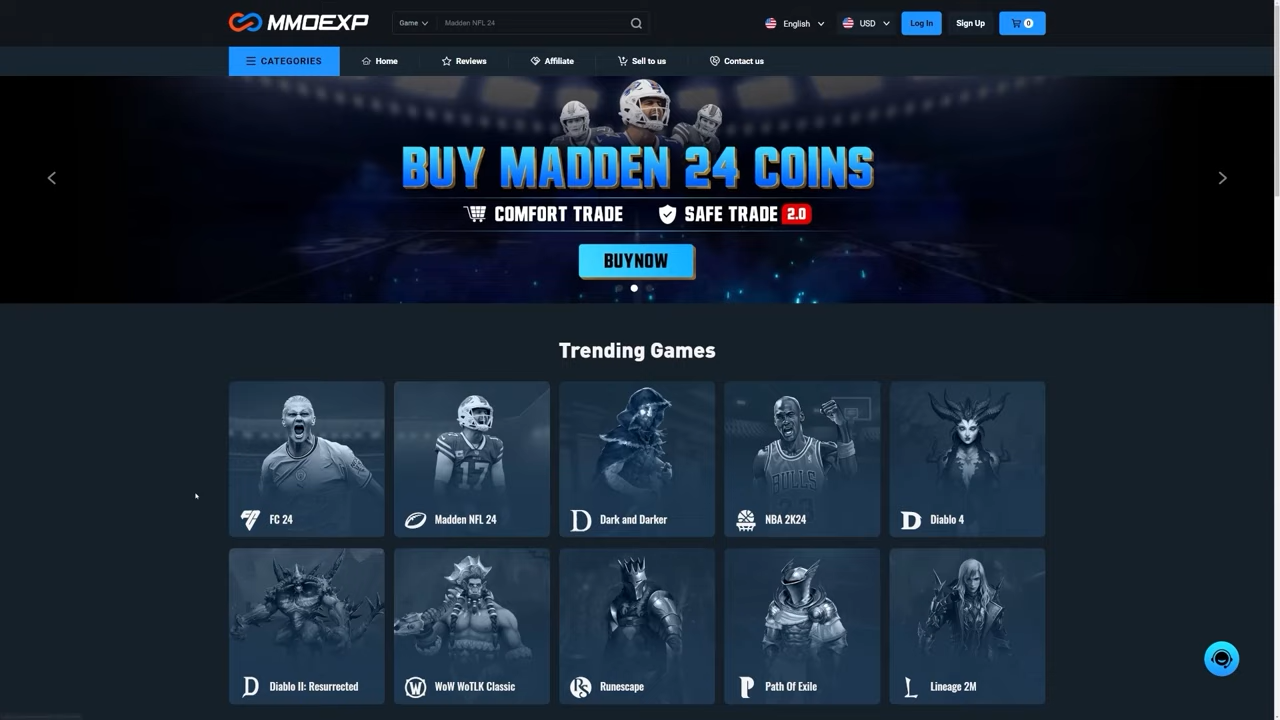 MMOEXP
Game
Madden NFL 24
English
USD
Log In
Sign Up
0
CATEGORIES
Home
Reviews
Affiliate
Sell to us
Contact us
BUY MADDEN 24 COINS
COMFORT TRADE
SAFE TRADE 2.0
BUYNOW
Trending Games
BULLS
17
FC 24
Madden NFL 24
Dark and Darker
NBA 2K24
Diablo 4
Diablo II: Resurrected
WoW WoTLK Classic
Runescape
Path Of Exile
Lineage 2M